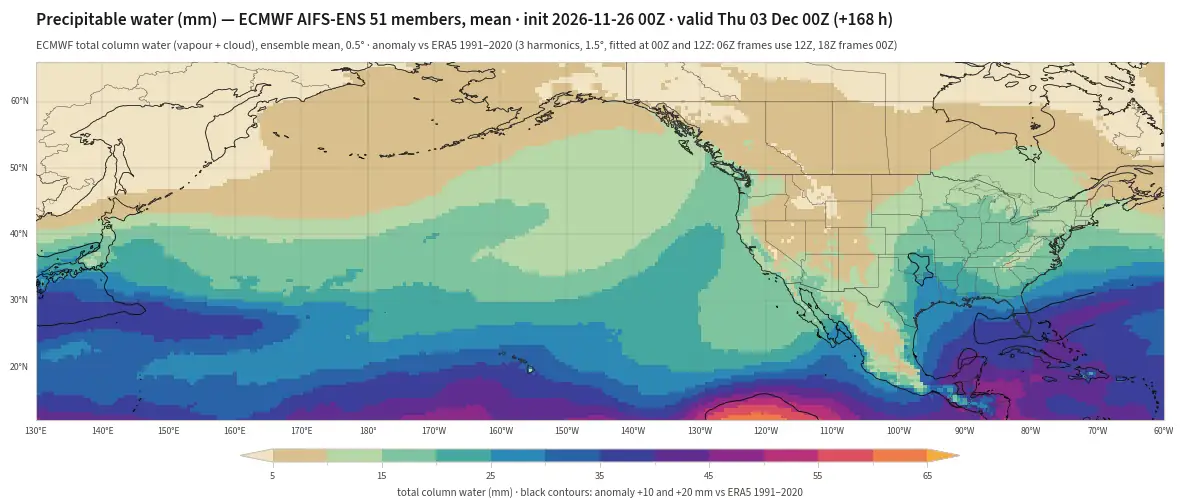 Precipitable water (mm) — ECMWF AIFS-ENS 51 members, mean · init 2026-11-26 00Z · valid Thu 03 Dec 00Z (+168 h)
ECMWF total column water (vapour + cloud), ensemble mean, 0.5° · anomaly vs ERA5 1991–2020 (3 harmonics, 1.5°, fitted at 00Z and 12Z: 06Z frames use 12Z, 18Z frames 00Z)
60°N
50°N
40°N
30°N
20°N
130°E 140°E 150°E 160°E 170°E 180° 170°W 160°W 150°W 140°W 130°W 120°W 110°W 100°W 90°W 80°W 70°W 60°W
5 15 25 35 45 55 65
total column water (mm) · black contours: anomaly +10 and +20 mm vs ERA5 1991–2020